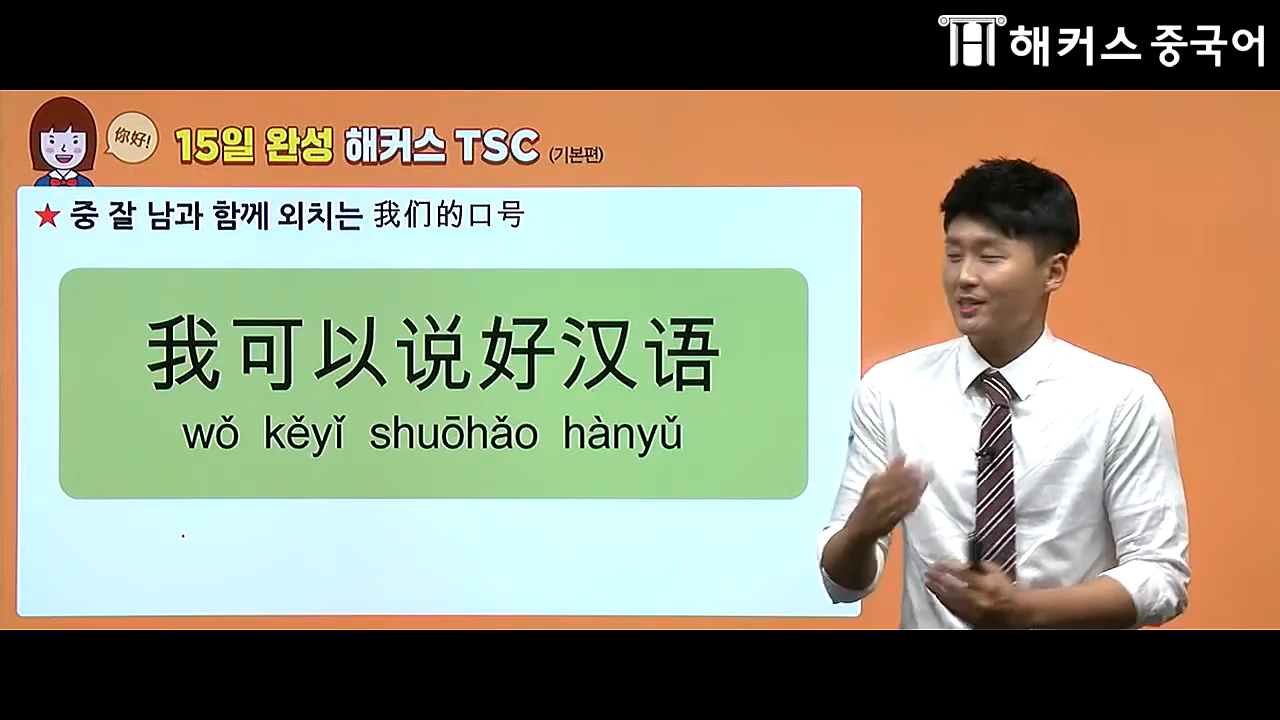 해커스 중국어
你好!
15일 완성 해커스 TSC (기본편)
★ 중 잘 남과 함께 외치는 我们的口号
我可以说好汉语
wǒ kěyǐ shuōhǎo hànyǔ